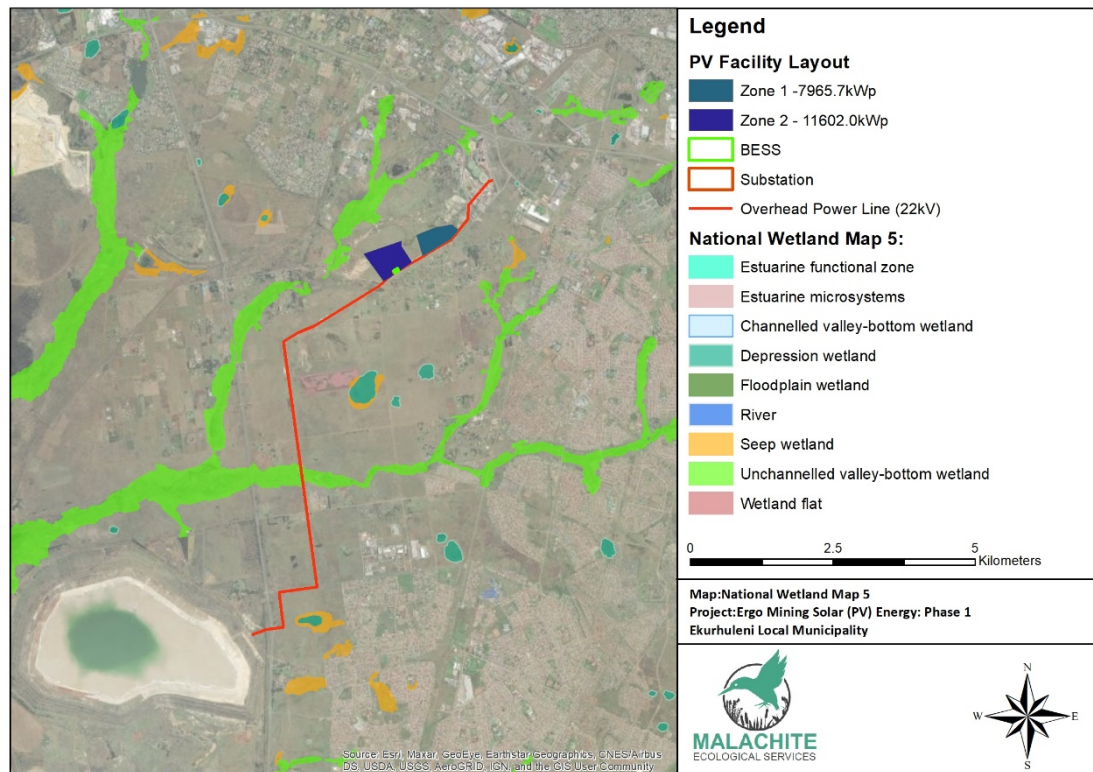 Legend
PV Facility Layout
Zone 1 -7965.7kWp
Zone 2 - 11602.0kWp
BESS
Substation
Overhead Power Line (22kV)
National Wetland Map 5:
Estuarine functional zone
Estuarine microsystems
Channelled valley-bottom wetland
Depression wetland
Floodplain wetland
River
Seep wetland
Unchannelled valley-bottom wetland
Wetland flat
0 2.5 5
Kilometers
Map:National Wetland Map 5
Project:Ergo Mining Solar (PV) Energy: Phase 1
Ekurhuleni Local Municipality
MALACHITE
ECOLOGICAL SERVICES
N
W E
S
Source: Esri, Maxar, GeoEye, Earthstar Geographics, CNES/Airbus
DS, USDA, USGS, AeroGRID, IGN, and the GIS User Community